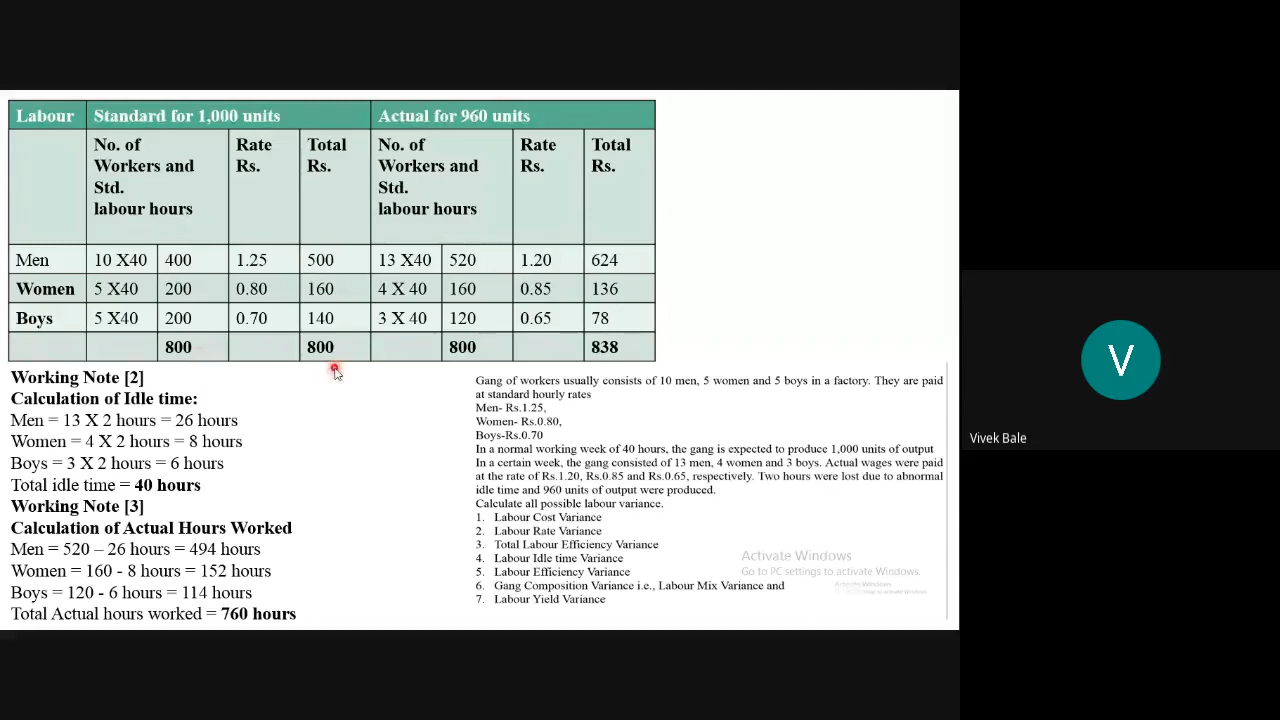 Labour Standard for 1,000 units Actual for 960 units
No. of Workers and Std. labour hours Rate Rs. Total Rs. No. of Workers and Std. labour hours Rate Rs. Total Rs.
Men 10 X40 400 1.25 500 13 X40 520 1.20 624
Women 5 X40 200 0.80 160 4 X 40 160 0.85 136
Boys 5 X40 200 0.70 140 3 X 40 120 0.65 78
800 800 800 838
Working Note [2]
Calculation of Idle time:
Men = 13 X 2 hours = 26 hours
Women = 4 X 2 hours = 8 hours
Boys = 3 X 2 hours = 6 hours
Total idle time = 40 hours
Working Note [3]
Calculation of Actual Hours Worked
Men = 520 – 26 hours = 494 hours
Women = 160 - 8 hours = 152 hours
Boys = 120 - 6 hours = 114 hours
Total Actual hours worked = 760 hours
Gang of workers usually consists of 10 men, 5 women and 5 boys in a factory. They are paid
at standard hourly rates
Men- Rs.1.25,
Women- Rs.0.80,
Boys-Rs.0.70
In a normal working week of 40 hours, the gang is expected to produce 1,000 units of output
In a certain week, the gang consisted of 13 men, 4 women and 3 boys. Actual wages were paid
at the rate of Rs.1.20, Rs.0.85 and Rs.0.65, respectively. Two hours were lost due to abnormal
idle time and 960 units of output were produced.
Calculate all possible labour variance.
1. Labour Cost Variance
2. Labour Rate Variance
3. Total Labour Efficiency Variance
4. Labour Idle time Variance
5. Labour Efficiency Variance
6. Gang Composition Variance i.e., Labour Mix Variance and
7. Labour Yield Variance
Activate Windows
Go to PC settings to activate Windows.
Activate Windows
to activate Windows.
V
Vivek Bale